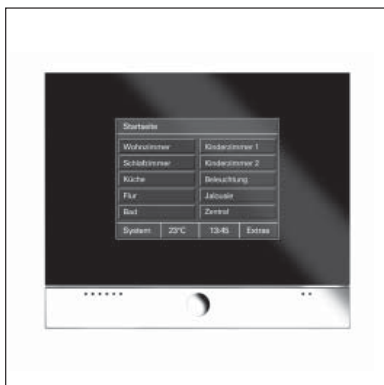 Startseite
Wohnzimmer Kinderzimmer 1
Schlafzimmer Kinderzimmer 2
Küche Beleuchtung
Flur Jalousie
Bad Zentral
System 23°C 13:45 Extras